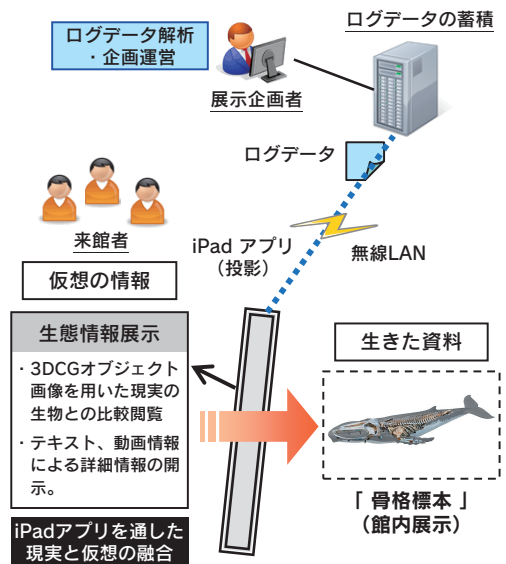 ログデータ解析
・企画運営
展示企画者
ログデータの蓄積
ログデータ
来館者
iPad アプリ
（投影）
無線LAN
仮想の情報
生態情報展示
・3DCGオブジェクト
画像を用いた現実の
生物との比較閲覧
・テキスト、動画情報
による詳細情報の開
示。
iPadアプリを通した
現実と仮想の融合
生きた資料
「 骨格標本 」
（館内展示）